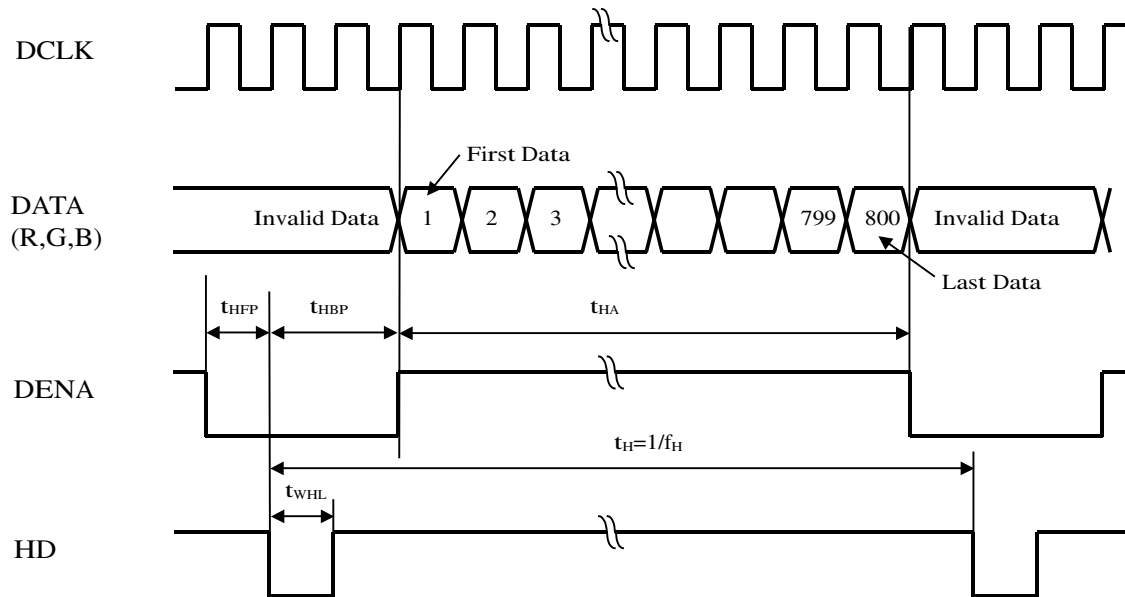 DCLK
First Data
DATA
(R,G,B)
Invalid Data 1 2 3 799 800 Invalid Data
Last Data
tHFP tHBP tHA
DENA
tH=1/fH
tWHL
HD